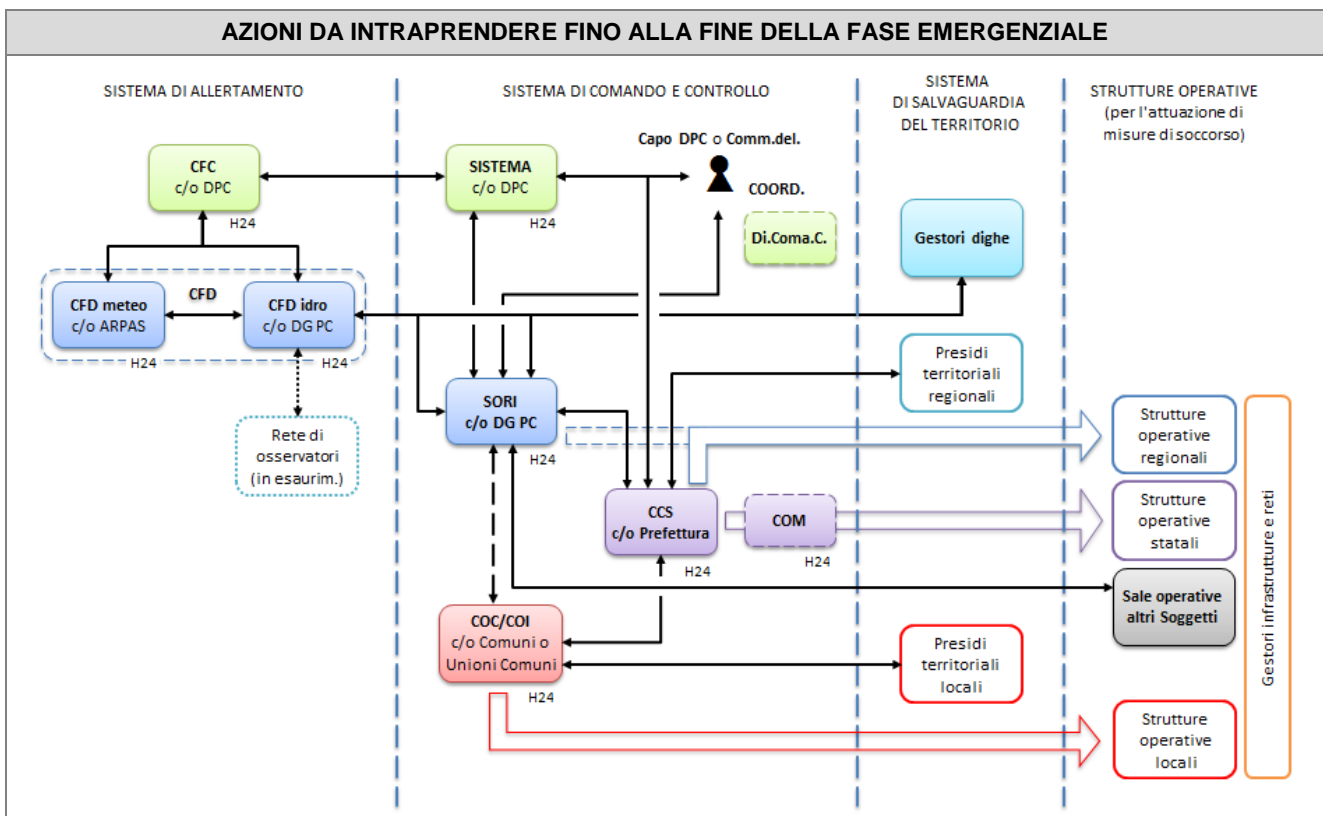 AZIONI DA INTRAPRENDERE FINO ALLA FINE DELLA FASE EMERGENZIALE
SISTEMA DI ALLERTAMENTO
SISTEMA DI COMANDO E CONTROLLO
SISTEMA
DI SALVAGUARDIA
DEL TERRITORIO
STRUTTURE OPERATIVE
(per l'attuazione di
misure di soccorso)
CFC
c/o DPC
H24
SISTEMA
c/o DPC
H24
Capo DPC o Comm.del.
COORD.
Di.Coma.C.
Gestori dighe
CFD meteo
c/o ARPAS
H24
CFD
CFD idro
c/o DG PC
H24
Rete di
osservatori
(in esaurim.)
SORI
c/o DG PC
H24
Presidi
territoriali
regionali
Strutture
operative
regionali
CCS
c/o Prefettura
H24
COM
H24
Strutture
operative
statali
Sale operative
altri Soggetti
COC/COI
c/o Comuni o
Unioni Comuni
H24
Presidi
territoriali
locali
Strutture
operative
locali
Gestori infrastrutture e reti